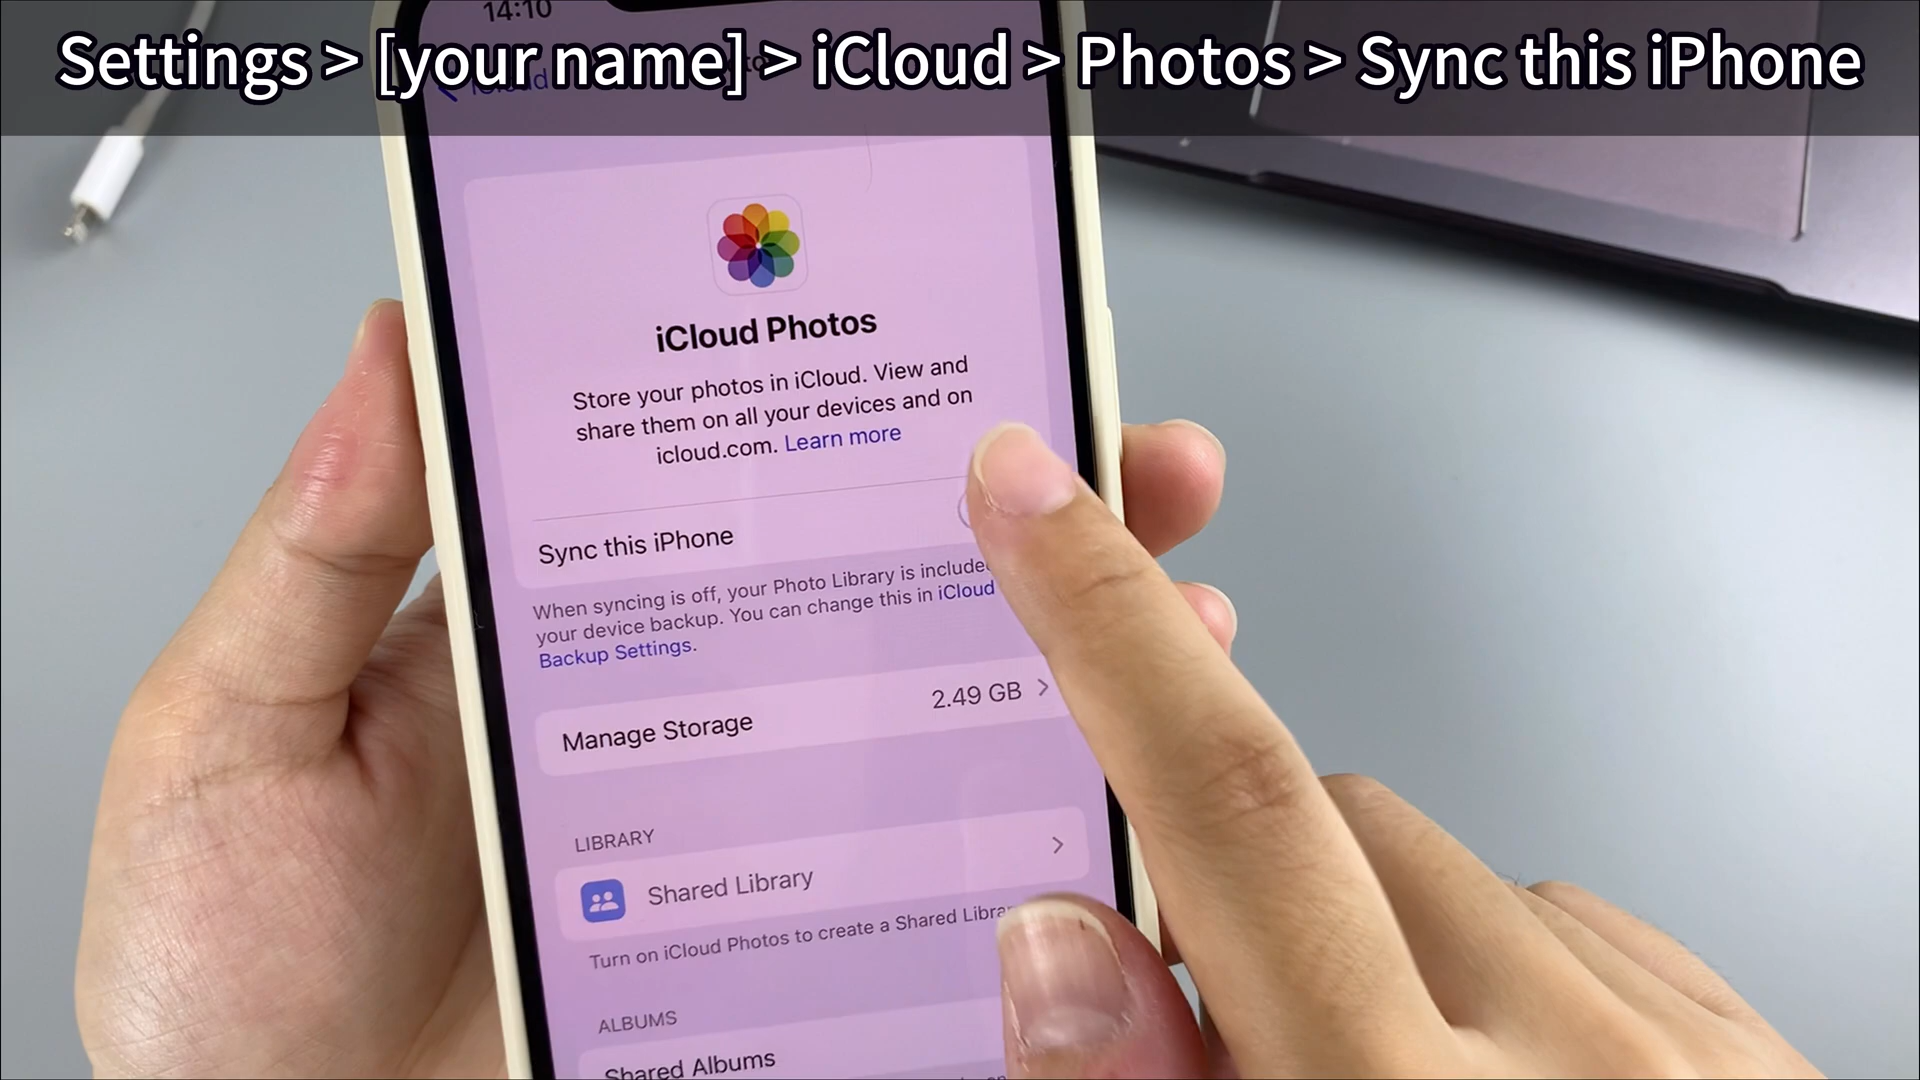 14:10
Settings > [your name] > iCloud > Photos > Sync this iPhone
iCloud
iCloud Photos
Store your photos in iCloud. View and
share them on all your devices and on
icloud.com. Learn more
Sync this iPhone
When syncing is off, your Photo Library is include
your device backup. You can change this in iCloud
Backup Settings.
Manage Storage
2.49 GB
LIBRARY
Shared Library
Turn on iCloud Photos to create a Shared Librar
ALBUMS
Shared Albums